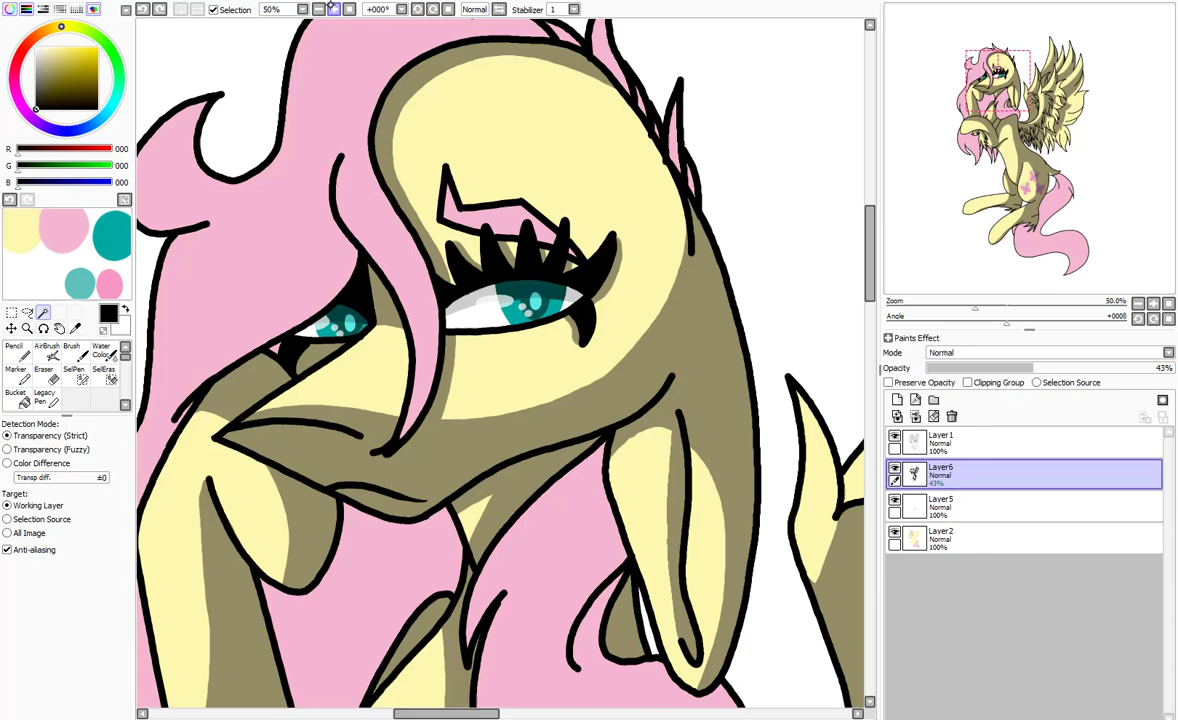 Selection 50% +000° Normal Stabilizer 1
R 000
G 000
B 000
Pencil AirBrush Brush Water Color
Marker Eraser SelPen SelEras
Bucket Legacy Pen
Detection Mode:
Transparency (Strict)
Transparency (Fuzzy)
Color Difference
Transp diff. ±0
Target:
Working Layer
Selection Source
All Image
Anti-aliasing
Zoom 50.0%
Angle +000°
Paints Effect
Mode Normal
Opacity 43%
Preserve Opacity Clipping Group Selection Source
Layer1
Normal
100%
Layer6
Normal
43%
Layer5
Normal
100%
Layer2
Normal
100%